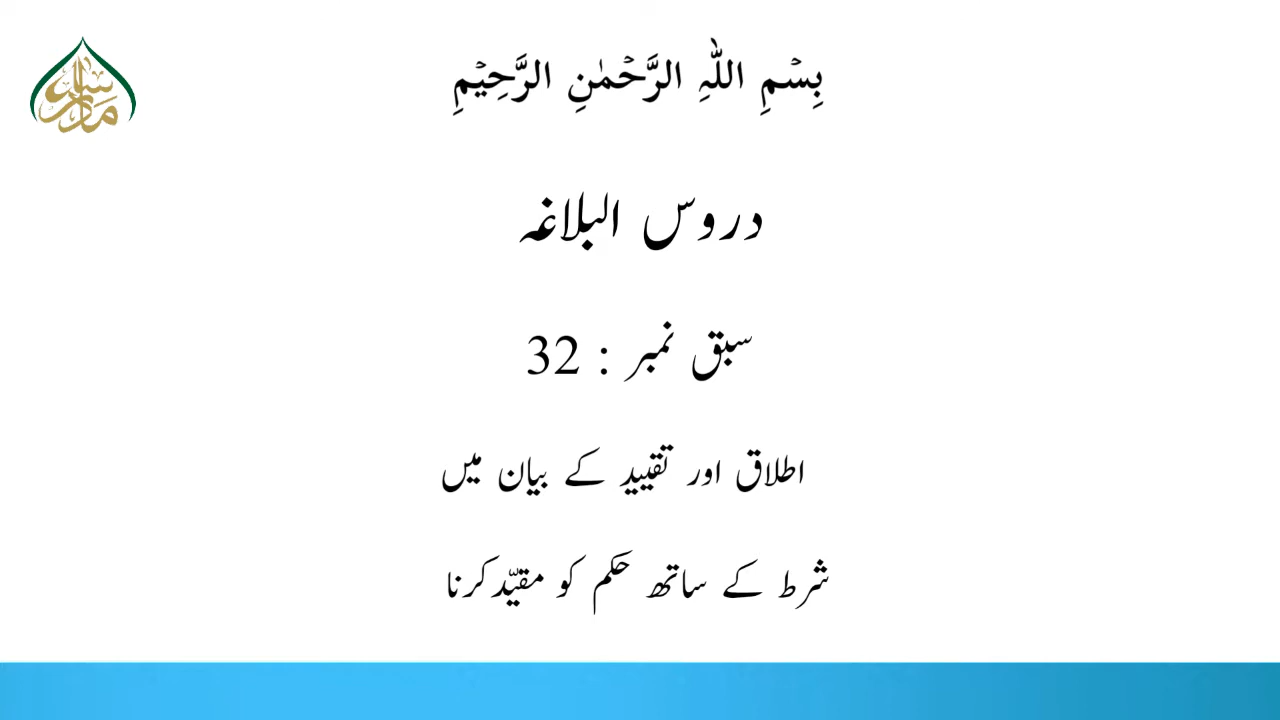 بِسْمِ اللّٰہِ الرَّحْمٰنِ الرَّحِیْمِ
دروس البلاغہ
سبق نمبر : 32
اطلاق اور تقیید کے بیان میں
شرط کے ساتھ حکم کو مقیّد کرنا